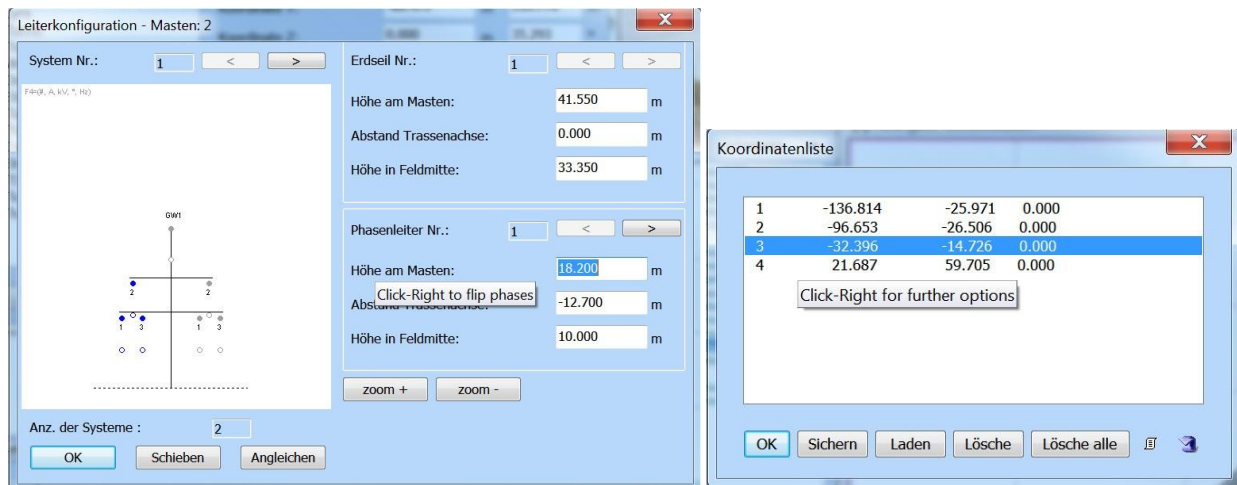 Leiterkonfiguration - Masten: 2
X
System Nr.: 1 < >
F4=(#, A, kV, °, Hz)
GW1
2 2
1 3 1 3
Anz. der Systeme : 2
OK Schieben Angleichen
Erdseil Nr.: 1 < >
Höhe am Masten: 41.550 m
Abstand Trassenachse: 0.000 m
Höhe in Feldmitte: 33.350 m
Phasenleiter Nr.: 1 < >
Höhe am Masten: 18.200 m
Click-Right to flip phases
-12.700 m
Höhe in Feldmitte: 10.000 m
zoom + zoom -
Koordinatenliste
X
1 -136.814 -25.971 0.000
2 -96.653 -26.506 0.000
3 -32.396 -14.726 0.000
4 21.687 59.705 0.000
Click-Right for further options
OK Sichern Laden Lösche Lösche alle